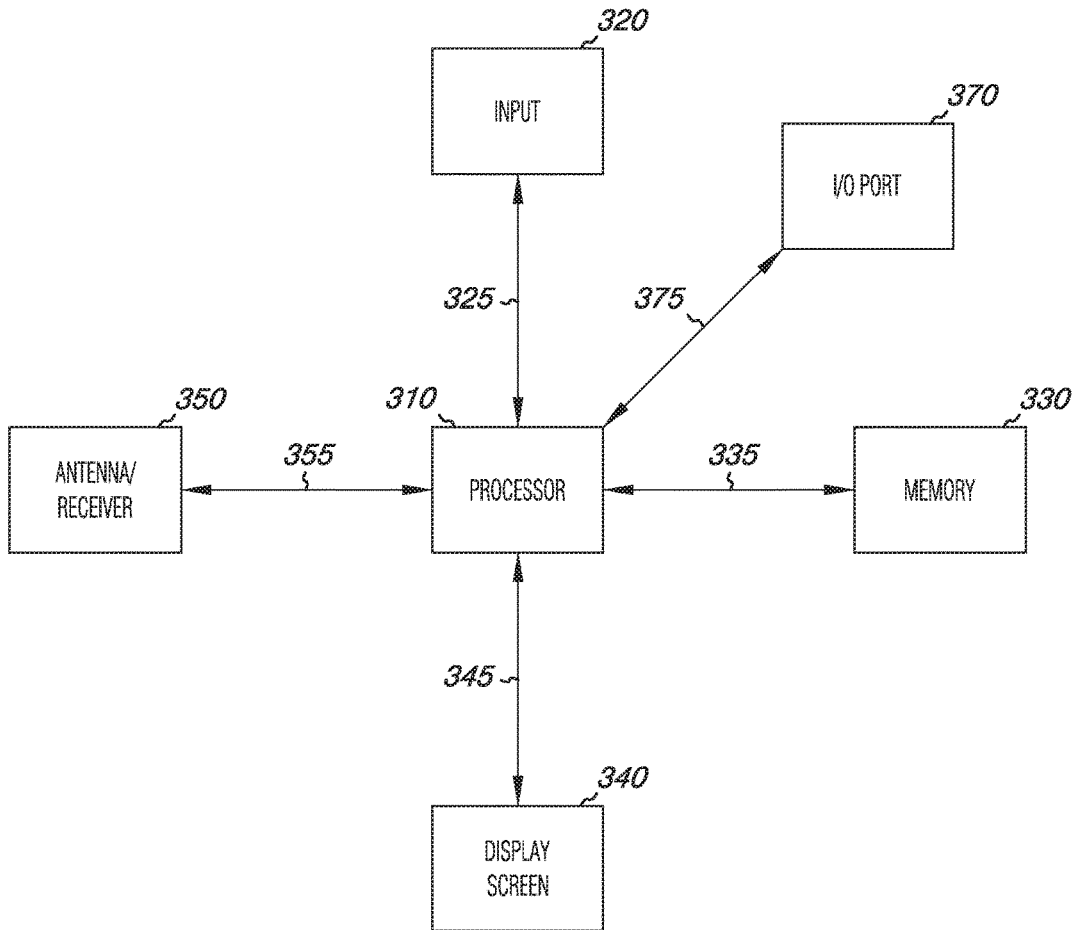 320
INPUT
370
I/O PORT
325
375
350
310
330
ANTENNA/
RECEIVER
355
PROCESSOR
335
MEMORY
345
340
DISPLAY
SCREEN